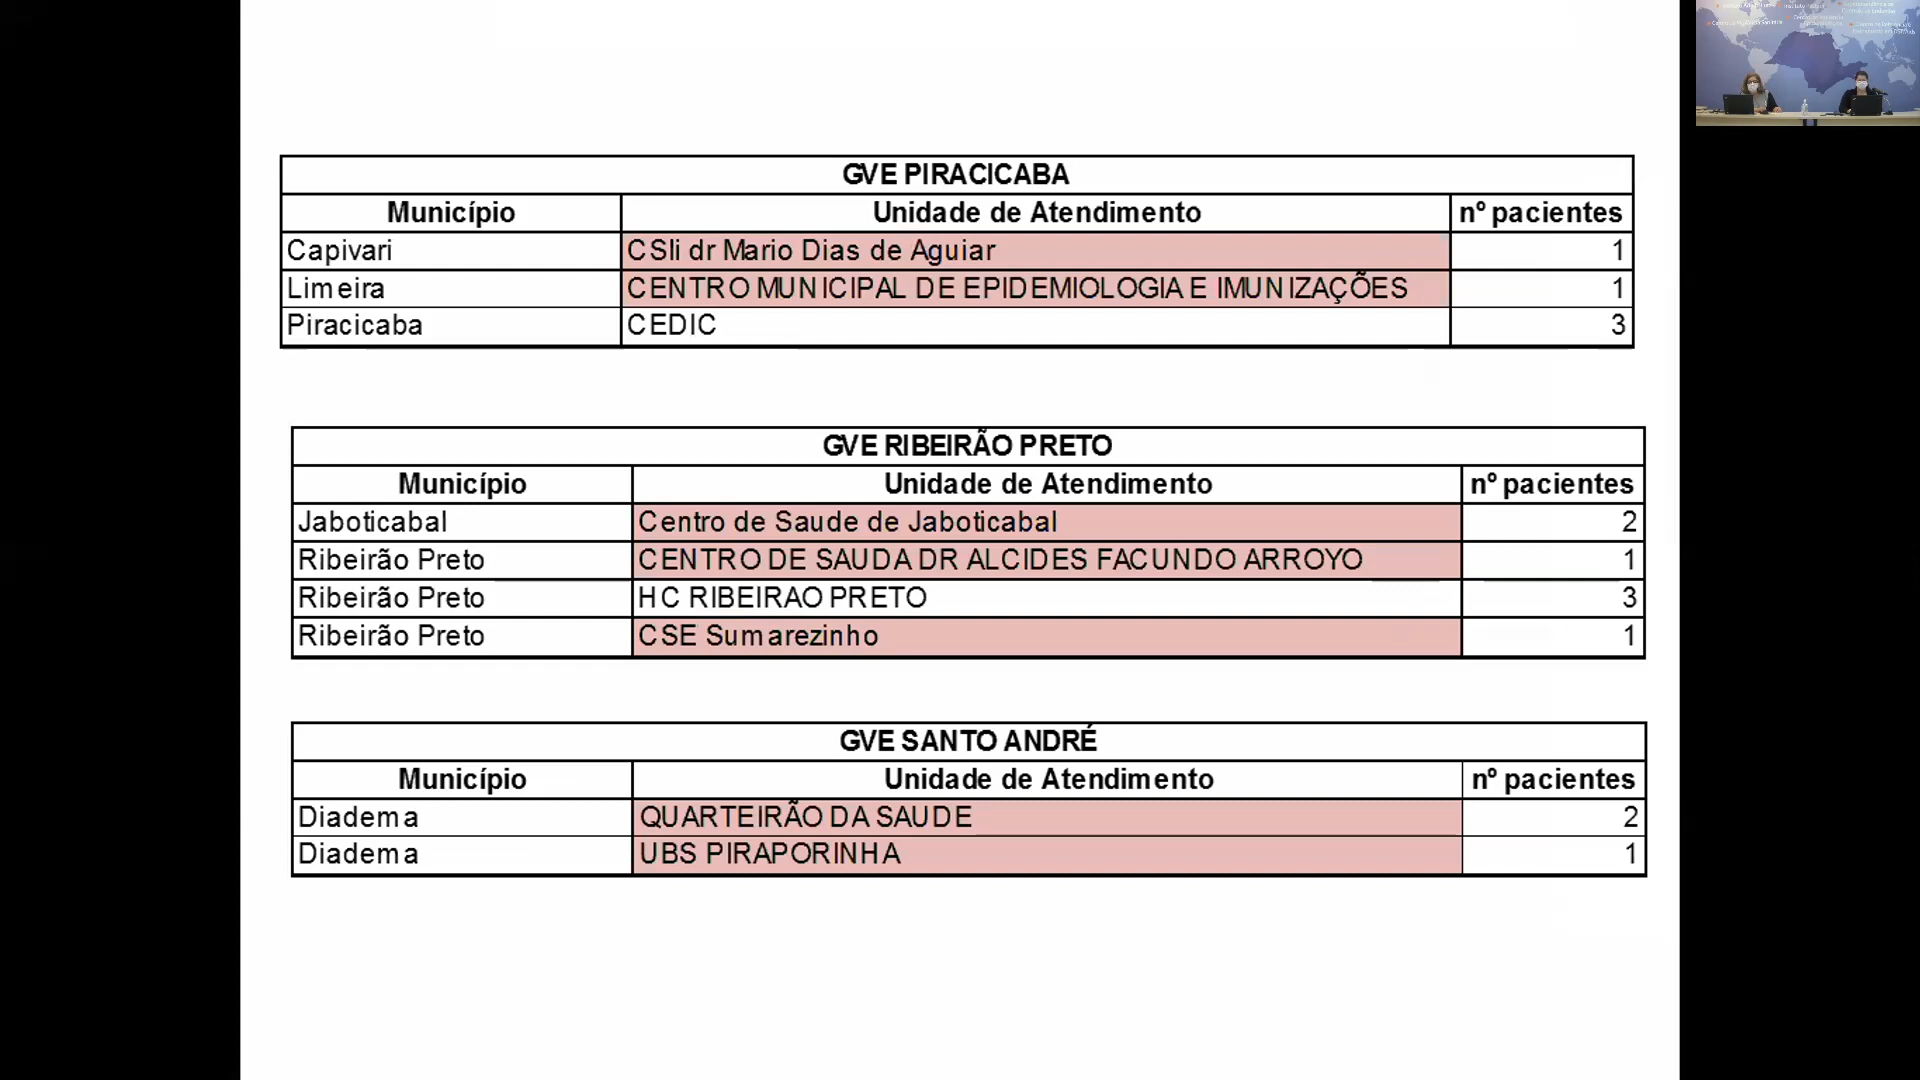 GVE PIRACICABA
Município Unidade de Atendimento nº pacientes
Capivari CSIi dr Mario Dias de Aguiar 1
Limeira CENTRO MUNICIPAL DE EPIDEMIOLOGIA E IMUNIZAÇÕES 1
Piracicaba CEDIC 3
GVE RIBEIRÃO PRETO
Município Unidade de Atendimento nº pacientes
Jaboticabal Centro de Saude de Jaboticabal 2
Ribeirão Preto CENTRO DE SAUDA DR ALCIDES FACUNDO ARROYO 1
Ribeirão Preto HC RIBEIRAO PRETO 3
Ribeirão Preto CSE Sumarezinho 1
GVE SANTO ANDRÉ
Município Unidade de Atendimento nº pacientes
Diadema QUARTEIRÃO DA SAUDE 2
Diadema UBS PIRAPORINHA 1